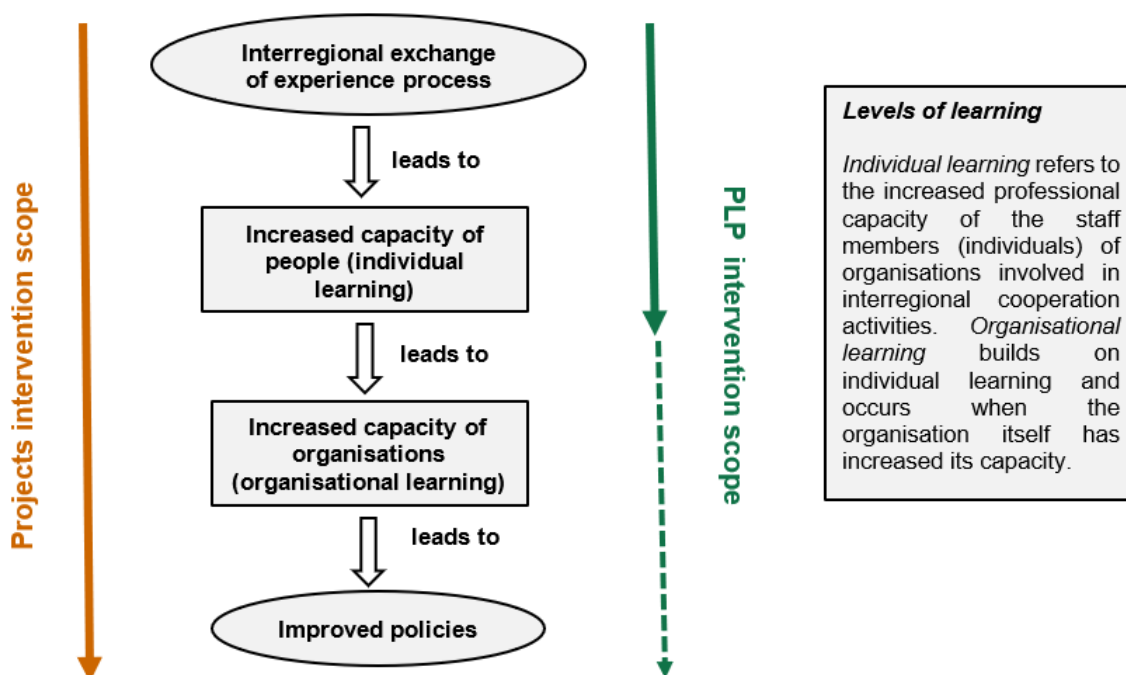 Projects intervention scope
Interregional exchange
of experience process
leads to
Increased capacity of
people (individual
learning)
leads to
Increased capacity of
organisations
(organisational learning)
leads to
Improved policies
PLP intervention scope
Levels of learning
Individual learning refers to
the increased professional
capacity of the staff
members (individuals) of
organisations involved in
interregional cooperation
activities. Organisational
learning builds on
individual learning and
occurs when the
organisation itself has
increased its capacity.